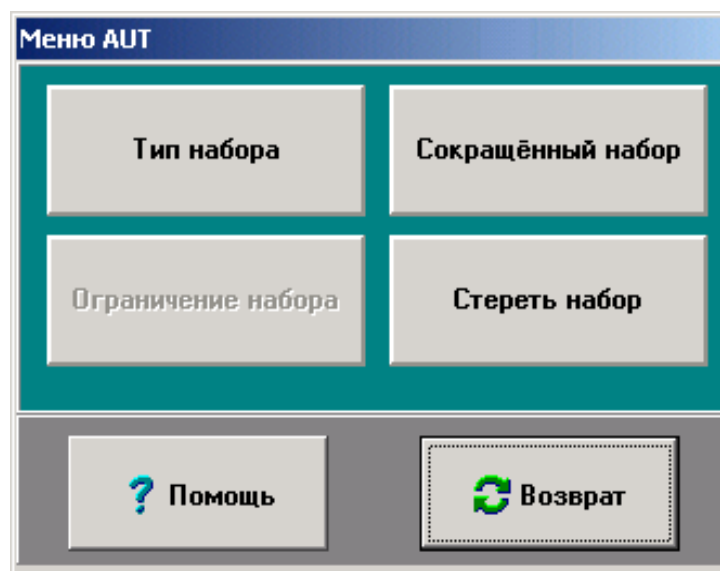 Меню AUT
Тип набора
Сокращённый набор
Ограничение набора
Стереть набор
? Помощь
Возврат